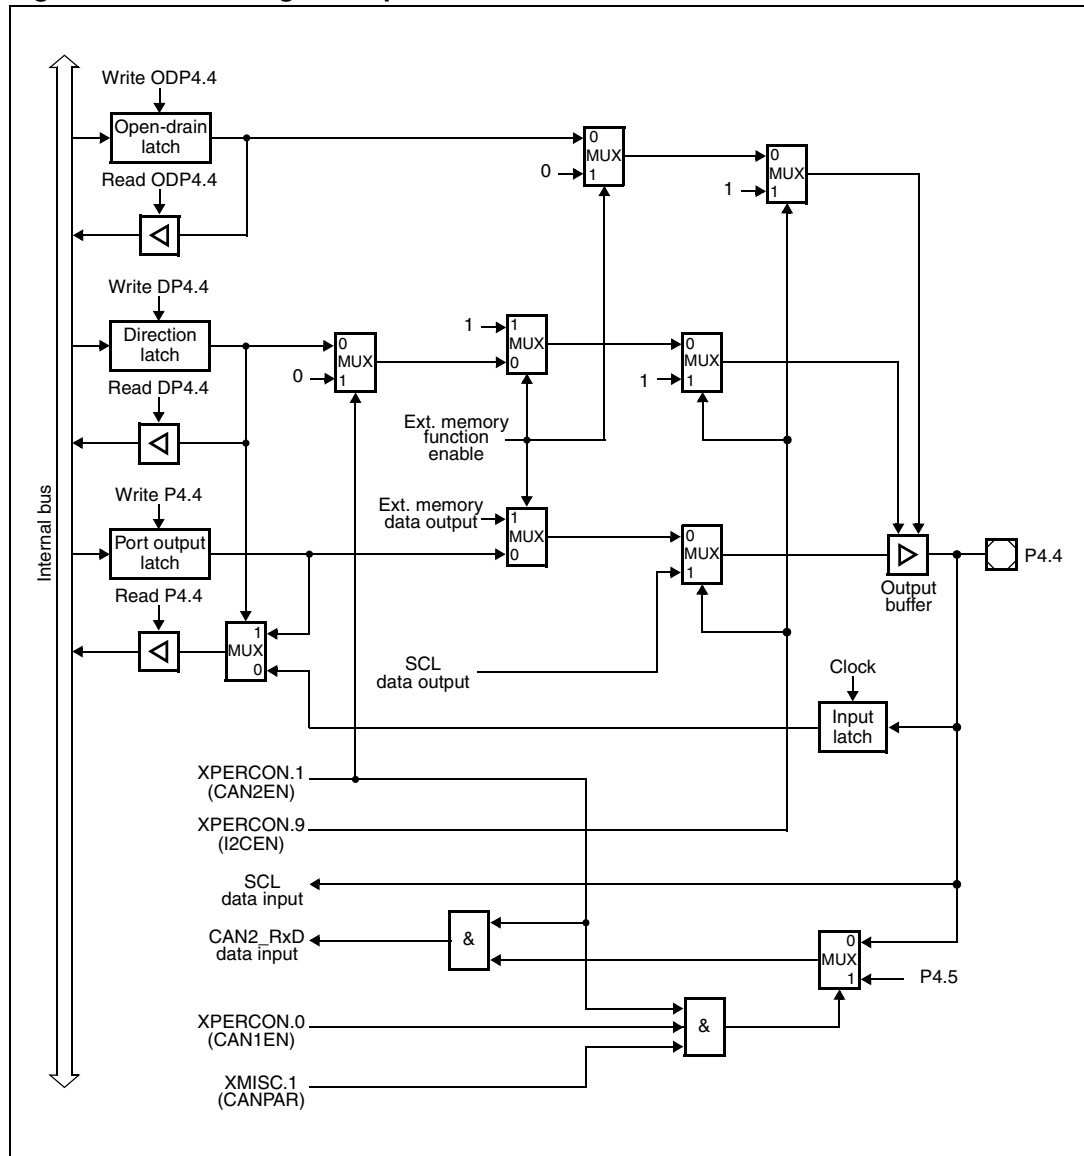 Write ODP4.4
Open-drain
latch
Read ODP4.4
0
MUX
1
0
0
MUX
1
1
Write DP4.4
Direction
latch
Read DP4.4
0
MUX
1
0
1
1
MUX
0
0
MUX
1
1
Ext. memory
function
enable
Internal bus
Write P4.4
Port output
latch
Read P4.4
Ext. memory
data output
1
MUX
0
0
MUX
1
Output
buffer
P4.4
1
MUX
0
SCL
data output
Clock
Input
latch
XPERCON.1
(CAN2EN)
XPERCON.9
(I2CEN)
SCL
data input
CAN2_RxD
data input
&
0
MUX
1
P4.5
XPERCON.0
(CAN1EN)
&
XMISC.1
(CANPAR)